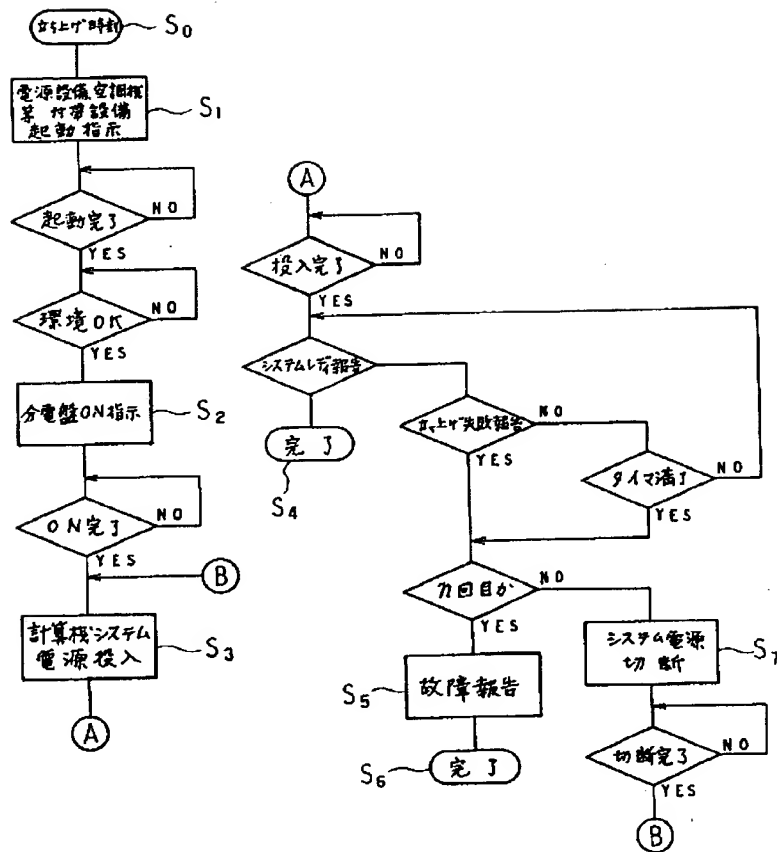 立ち上げ時刻
S0
電源設備、空調機
等 付帯設備
起動指示
S1
起動完了
NO
YES
環境OK
NO
YES
分電盤ON指示
S2
ON完了
NO
YES
B
計算機システム
電源投入
S3
A
A
投入完了
NO
YES
システムレディ報告
完了
S4
立上げ失敗報告
NO
YES
タイマ満了
NO
YES
n回目か
NO
YES
S5
故障報告
S6
完了
システム電源
切断
S7
切断完了
NO
YES
B